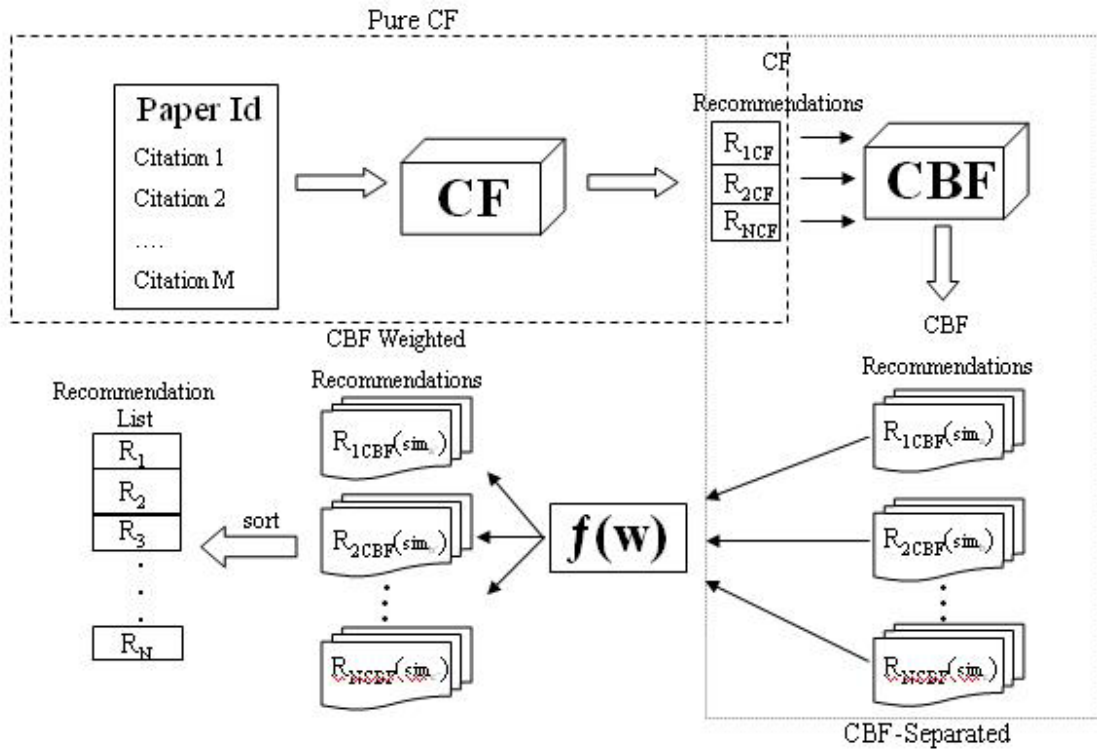 Pure CF
Paper Id
Citation 1
Citation 2
....
Citation M
CF
CF
Recommendations
R1CF
R2CF
RNCF
CBF
CBF
Recommendations
R1CBF(sim.)
R2CBF(sim.)
RNCBF(sim.)
CBF-Separated
f(w)
CBF Weighted
Recommendations
R1CBF(sim.)
R2CBF(sim.)
RNCBF(sim.)
sort
Recommendation
List
R1
R2
R3
RN